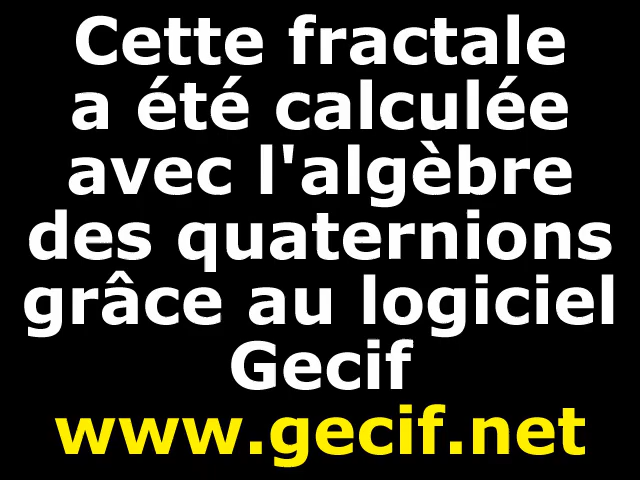 Cette fractale
a été calculée
avec l'algèbre
des quaternions
grâce au logiciel
Gecif
www.gecif.net